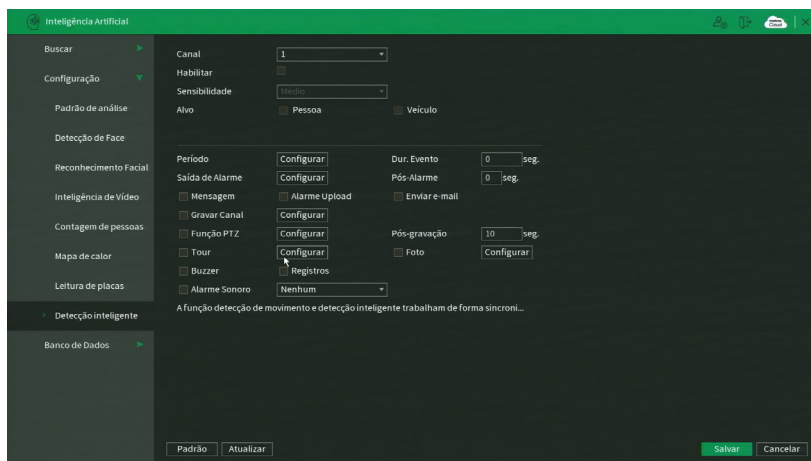 Inteligência Artificial
Cloud
Buscar
Configuração
Padrão de análise
Detecção de Face
Reconhecimento Facial
Inteligência de Vídeo
Contagem de pessoas
Mapa de calor
Leitura de placas
Detecção inteligente
Banco de Dados
Canal 1
Habilitar
Sensibilidade Médio
Alvo Pessoa Veículo
Período Configurar Dur. Evento 0 seg.
Saída de Alarme Configurar Pós-Alarme 0 seg.
Mensagem Alarme Upload Enviar e-mail
Gravar Canal Configurar
Função PTZ Configurar Pós-gravação 10 seg.
Tour Configurar Foto Configurar
Buzzer Registros
Alarme Sonoro Nenhum
A função detecção de movimento e detecção inteligente trabalham de forma sincroni...
Padrão Atualizar Salvar Cancelar